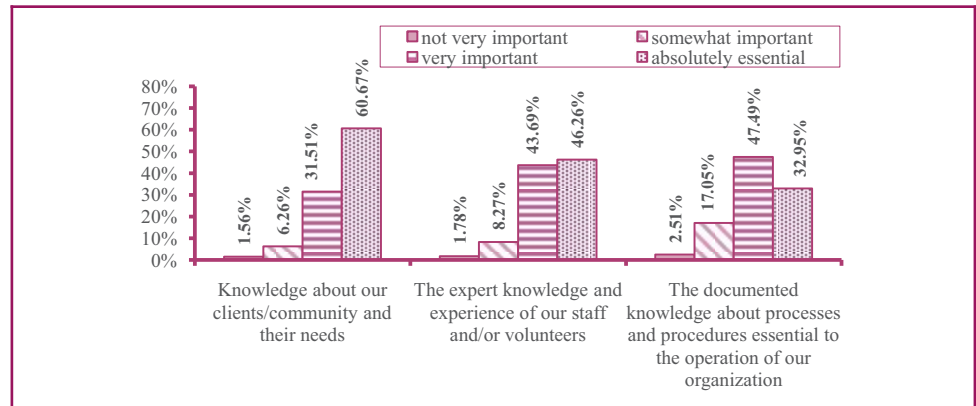 not very important
somewhat important
very important
absolutely essential
80%
70%
60%
50%
40%
30%
20%
10%
0%
1.56%
6.26%
31.51%
60.67%
1.78%
8.27%
43.69%
46.26%
2.51%
17.05%
47.49%
32.95%
Knowledge about our
clients/community and
their needs
The expert knowledge and
experience of our staff
and/or volunteers
The documented
knowledge about processes
and procedures essential to
the operation of our
organization